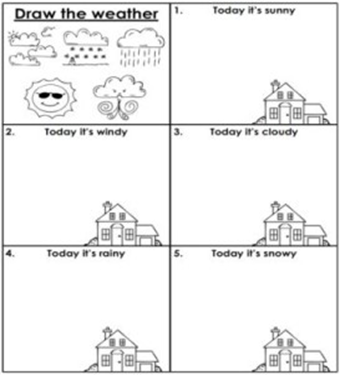 Draw the weather
1. Today it's sunny
2. Today it's windy
3. Today it's cloudy
4. Today it's rainy
5. Today it's snowy